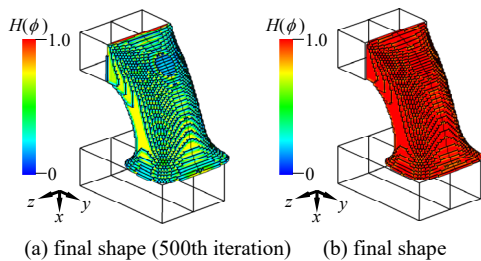 H(ϕ)
1.0
0
z
x
y
(a) final shape (500th iteration)
H(ϕ)
1.0
0
z
x
y
(b) final shape